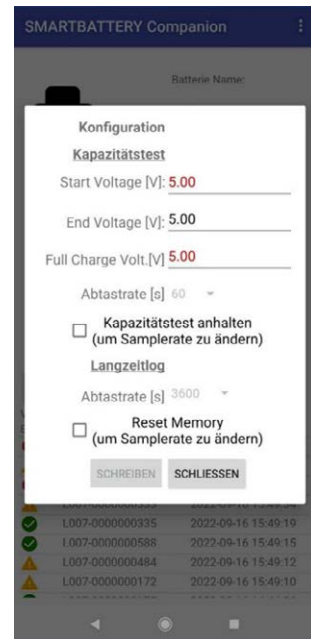 SMARTBATTERY Companion
Batterie Name:
Konfiguration
Kapazitätstest
Start Voltage [V]: 5.00
End Voltage [V]: 5.00
Full Charge Volt.[V] 5.00
Abtastrate [s] 60
Kapazitätstest anhalten
(um Samplerate zu ändern)
Langzeitlog
Abtastrate [s] 3600
Reset Memory
(um Samplerate zu ändern)
SCHREIBEN SCHLIESSEN
L007-0000000335 2022-09-16 15:49:19
L007-0000000588 2022-09-16 15:49:15
L007-0000000484 2022-09-16 15:49:12
L007-0000000172 2022-09-16 15:49:10